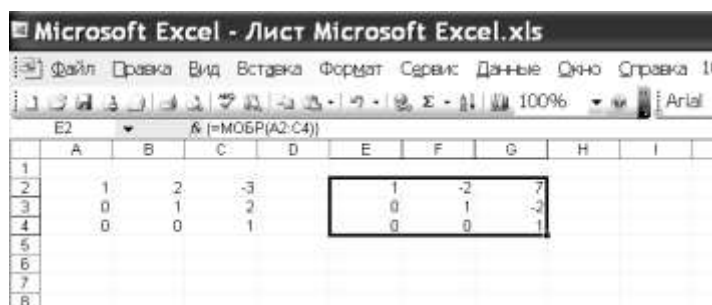 Microsoft Excel - Лист Microsoft Excel.xls
Файл Правка Вид Вставка Формат Сервис Данные Окно Справка
100% Arial
E2 fx {=МОБР(A2:C4)}
A B C D E F G H I
1
2 1 2 -3 1 -2 7
3 0 1 2 0 1 -2
4 0 0 1 0 0 1
5
6
7
8